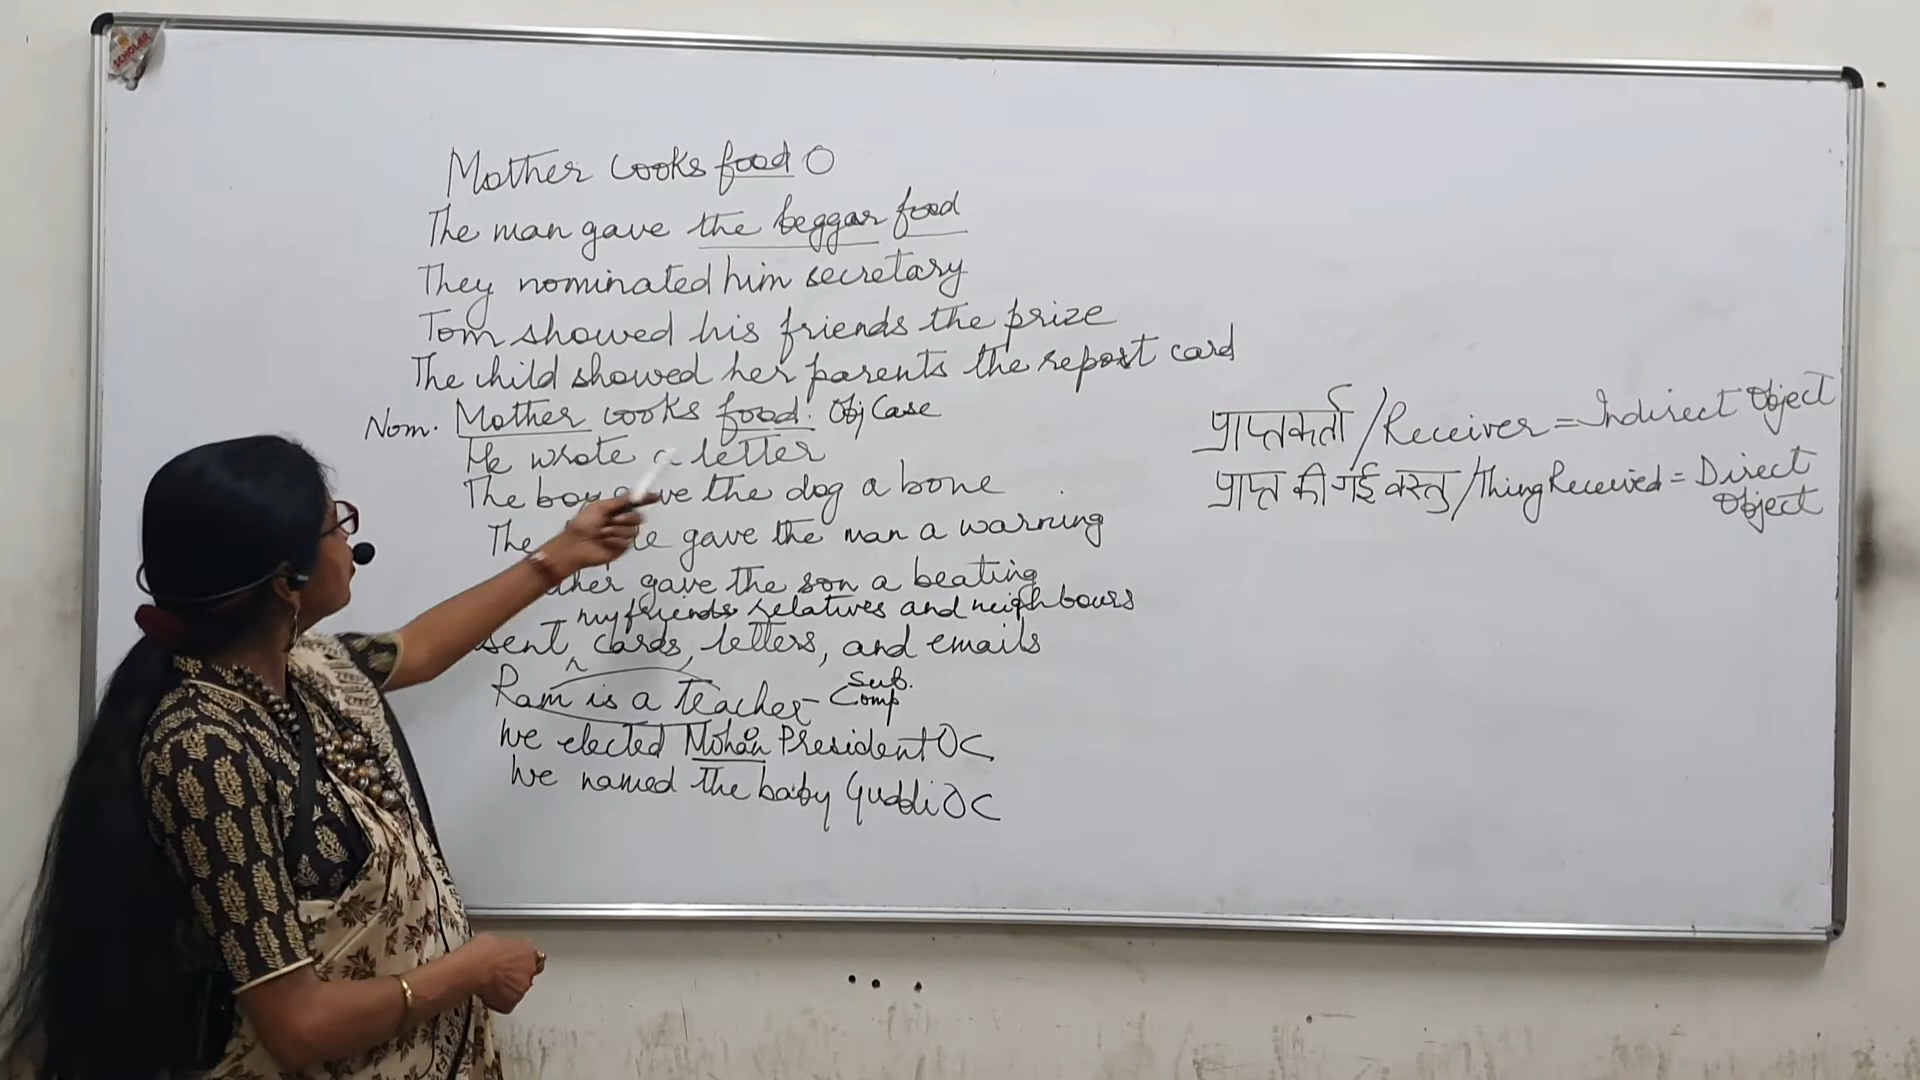 SCHOLAR
Mother cooks food O
The man gave the beggar food
They nominated him secretary
Tom showed his friends the prize
The child showed her parents the report card
Nom. Mother cooks food. Obj Case
He wrote a letter
The boy gave the dog a bone
The gave the man a warning
gave the son a beating
my friends relatives and neighbours
sent cards, letters, and emails
Ram is a teacher- Sub. Comp
We elected Mohan O President OC
We named the baby Guddi OC
प्राप्तकर्ता/Receiver = Indirect Object
प्राप्त की गई वस्तु/Thing Received = Direct
Object